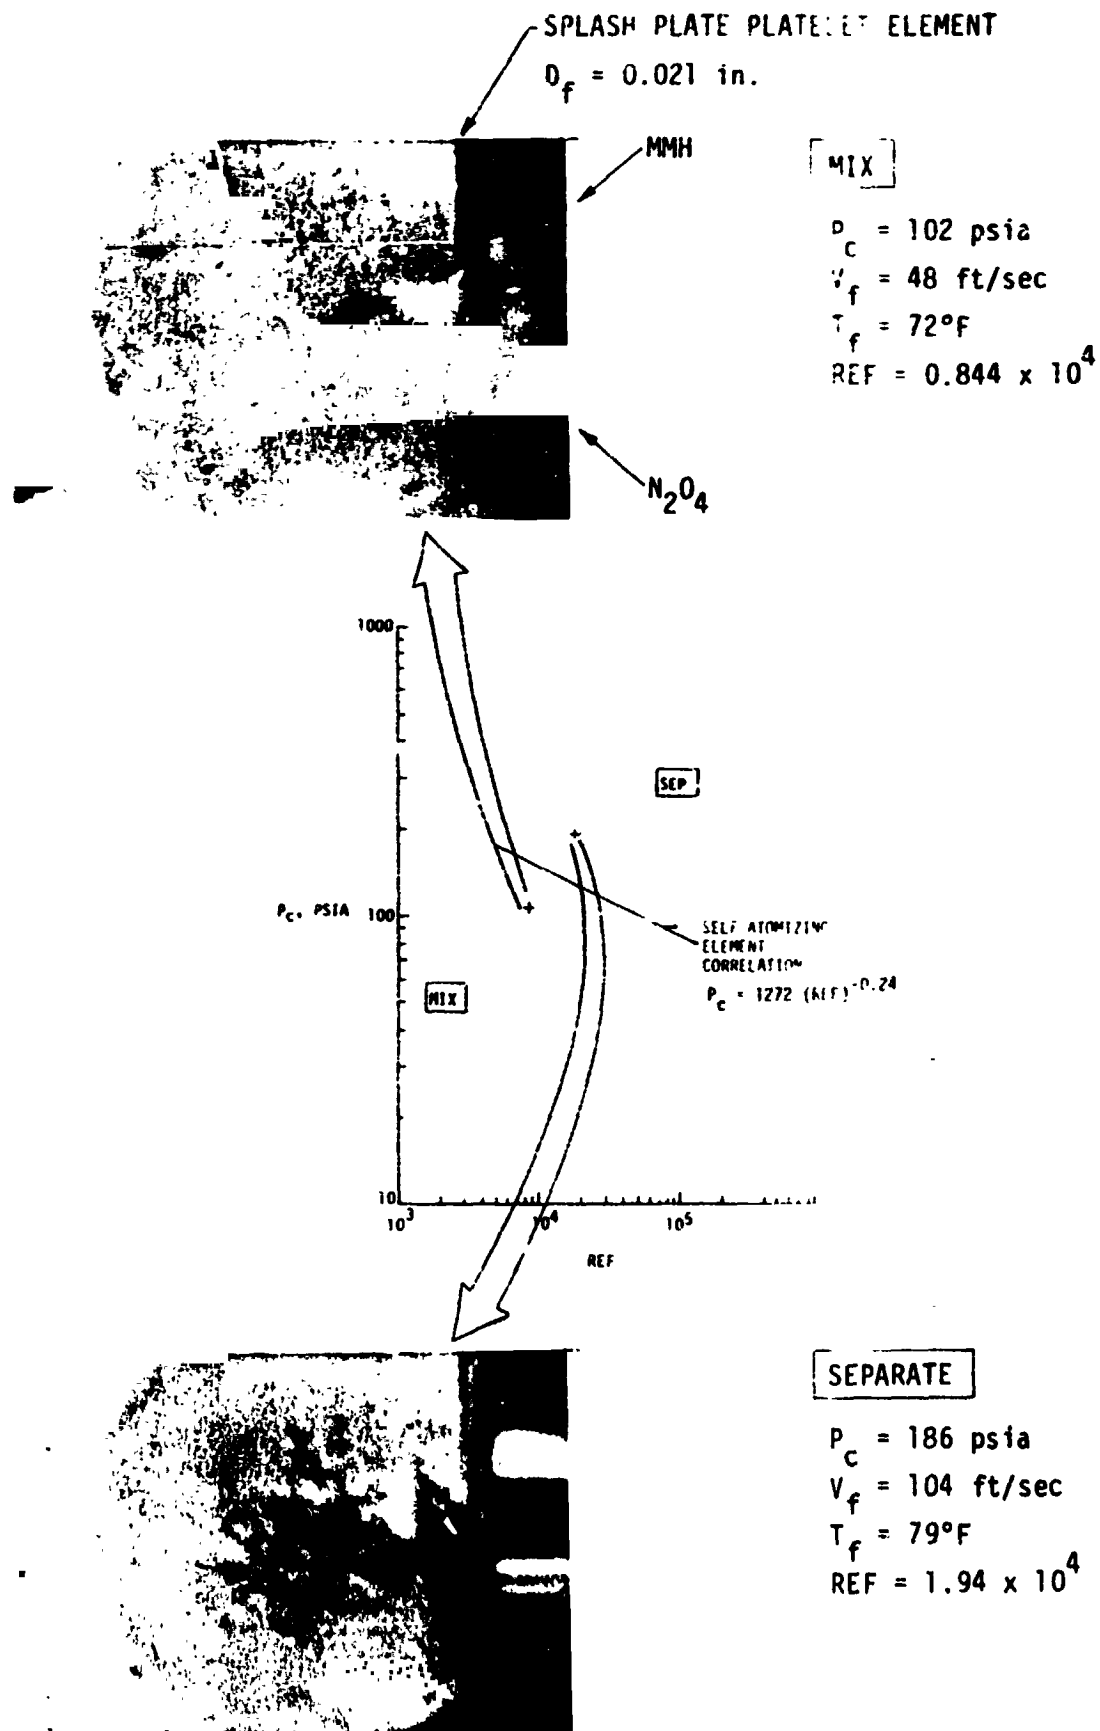 SPLASH PLATE ELEMENT
D_f = 0.021 in.
MMH
MIX
P_c = 102 psia
V_f = 48 ft/sec
T_f = 72°F
REF = 0.844 x 10^4
N2O4
1000
SEP
P_c, PSIA
100
SELF ATOMIZING
ELEMENT
CORRELATION
P_c = 1272 (REF)^-0.24
MIX
10
10^3
10^4
10^5
REF
SEPARATE
P_c = 186 psia
V_f = 104 ft/sec
T_f = 79°F
REF = 1.94 x 10^4